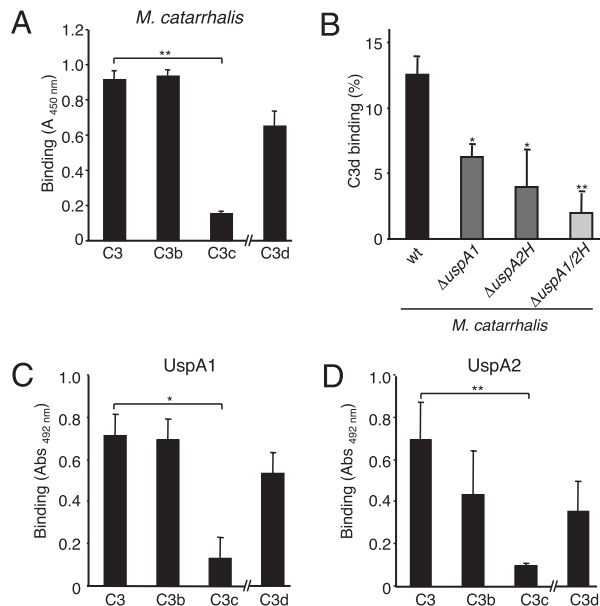 A
M. catarrhalis
1.2
1.0
0.8
0.6
0.4
0.2
0
Binding (A 450 nm)
**
C3 C3b C3c C3d
B
15
10
5
0
C3d binding (%)
*
*
**
wt
ΔuspA1
ΔuspA2H
ΔuspA1/2H
M. catarrhalis
C
UspA1
1.0
0.8
0.6
0.4
0.2
0
Binding (Abs 492 nm)
*
C3 C3b C3c C3d
D
UspA2
1.0
0.8
0.6
0.4
0.2
0
Binding (Abs 492 nm)
**
C3 C3b C3c C3d